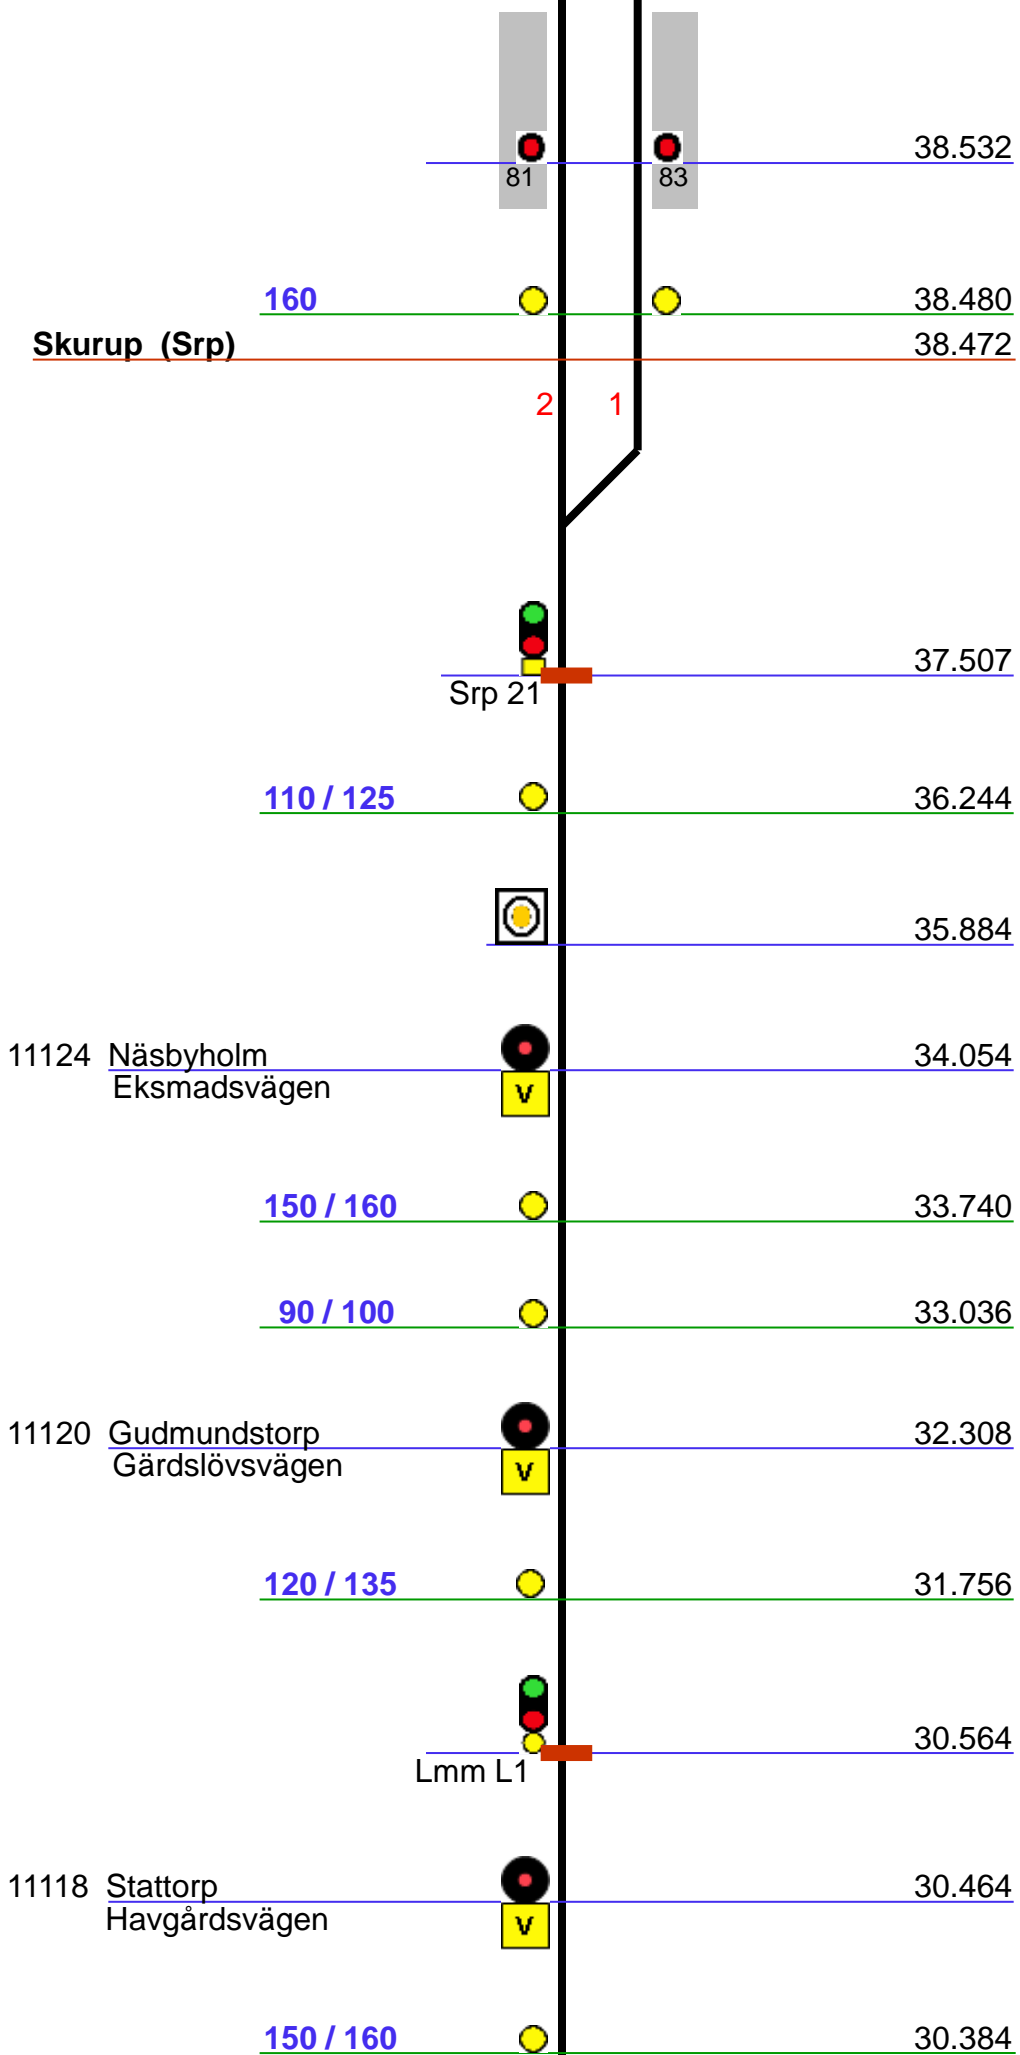 38.532
81 83
160 38.480
Skurup (Srp) 38.472
2 1
37.507
Srp 21
110 / 125 36.244
35.884
11124 Näsbyholm 34.054
Eksmadsvägen
V
150 / 160 33.740
90 / 100 33.036
11120 Gudmundstorp 32.308
Gärdslövsvägen
V
120 / 135 31.756
30.564
Lmm L1
11118 Stattorp 30.464
Havgårdsvägen
V
150 / 160 30.384